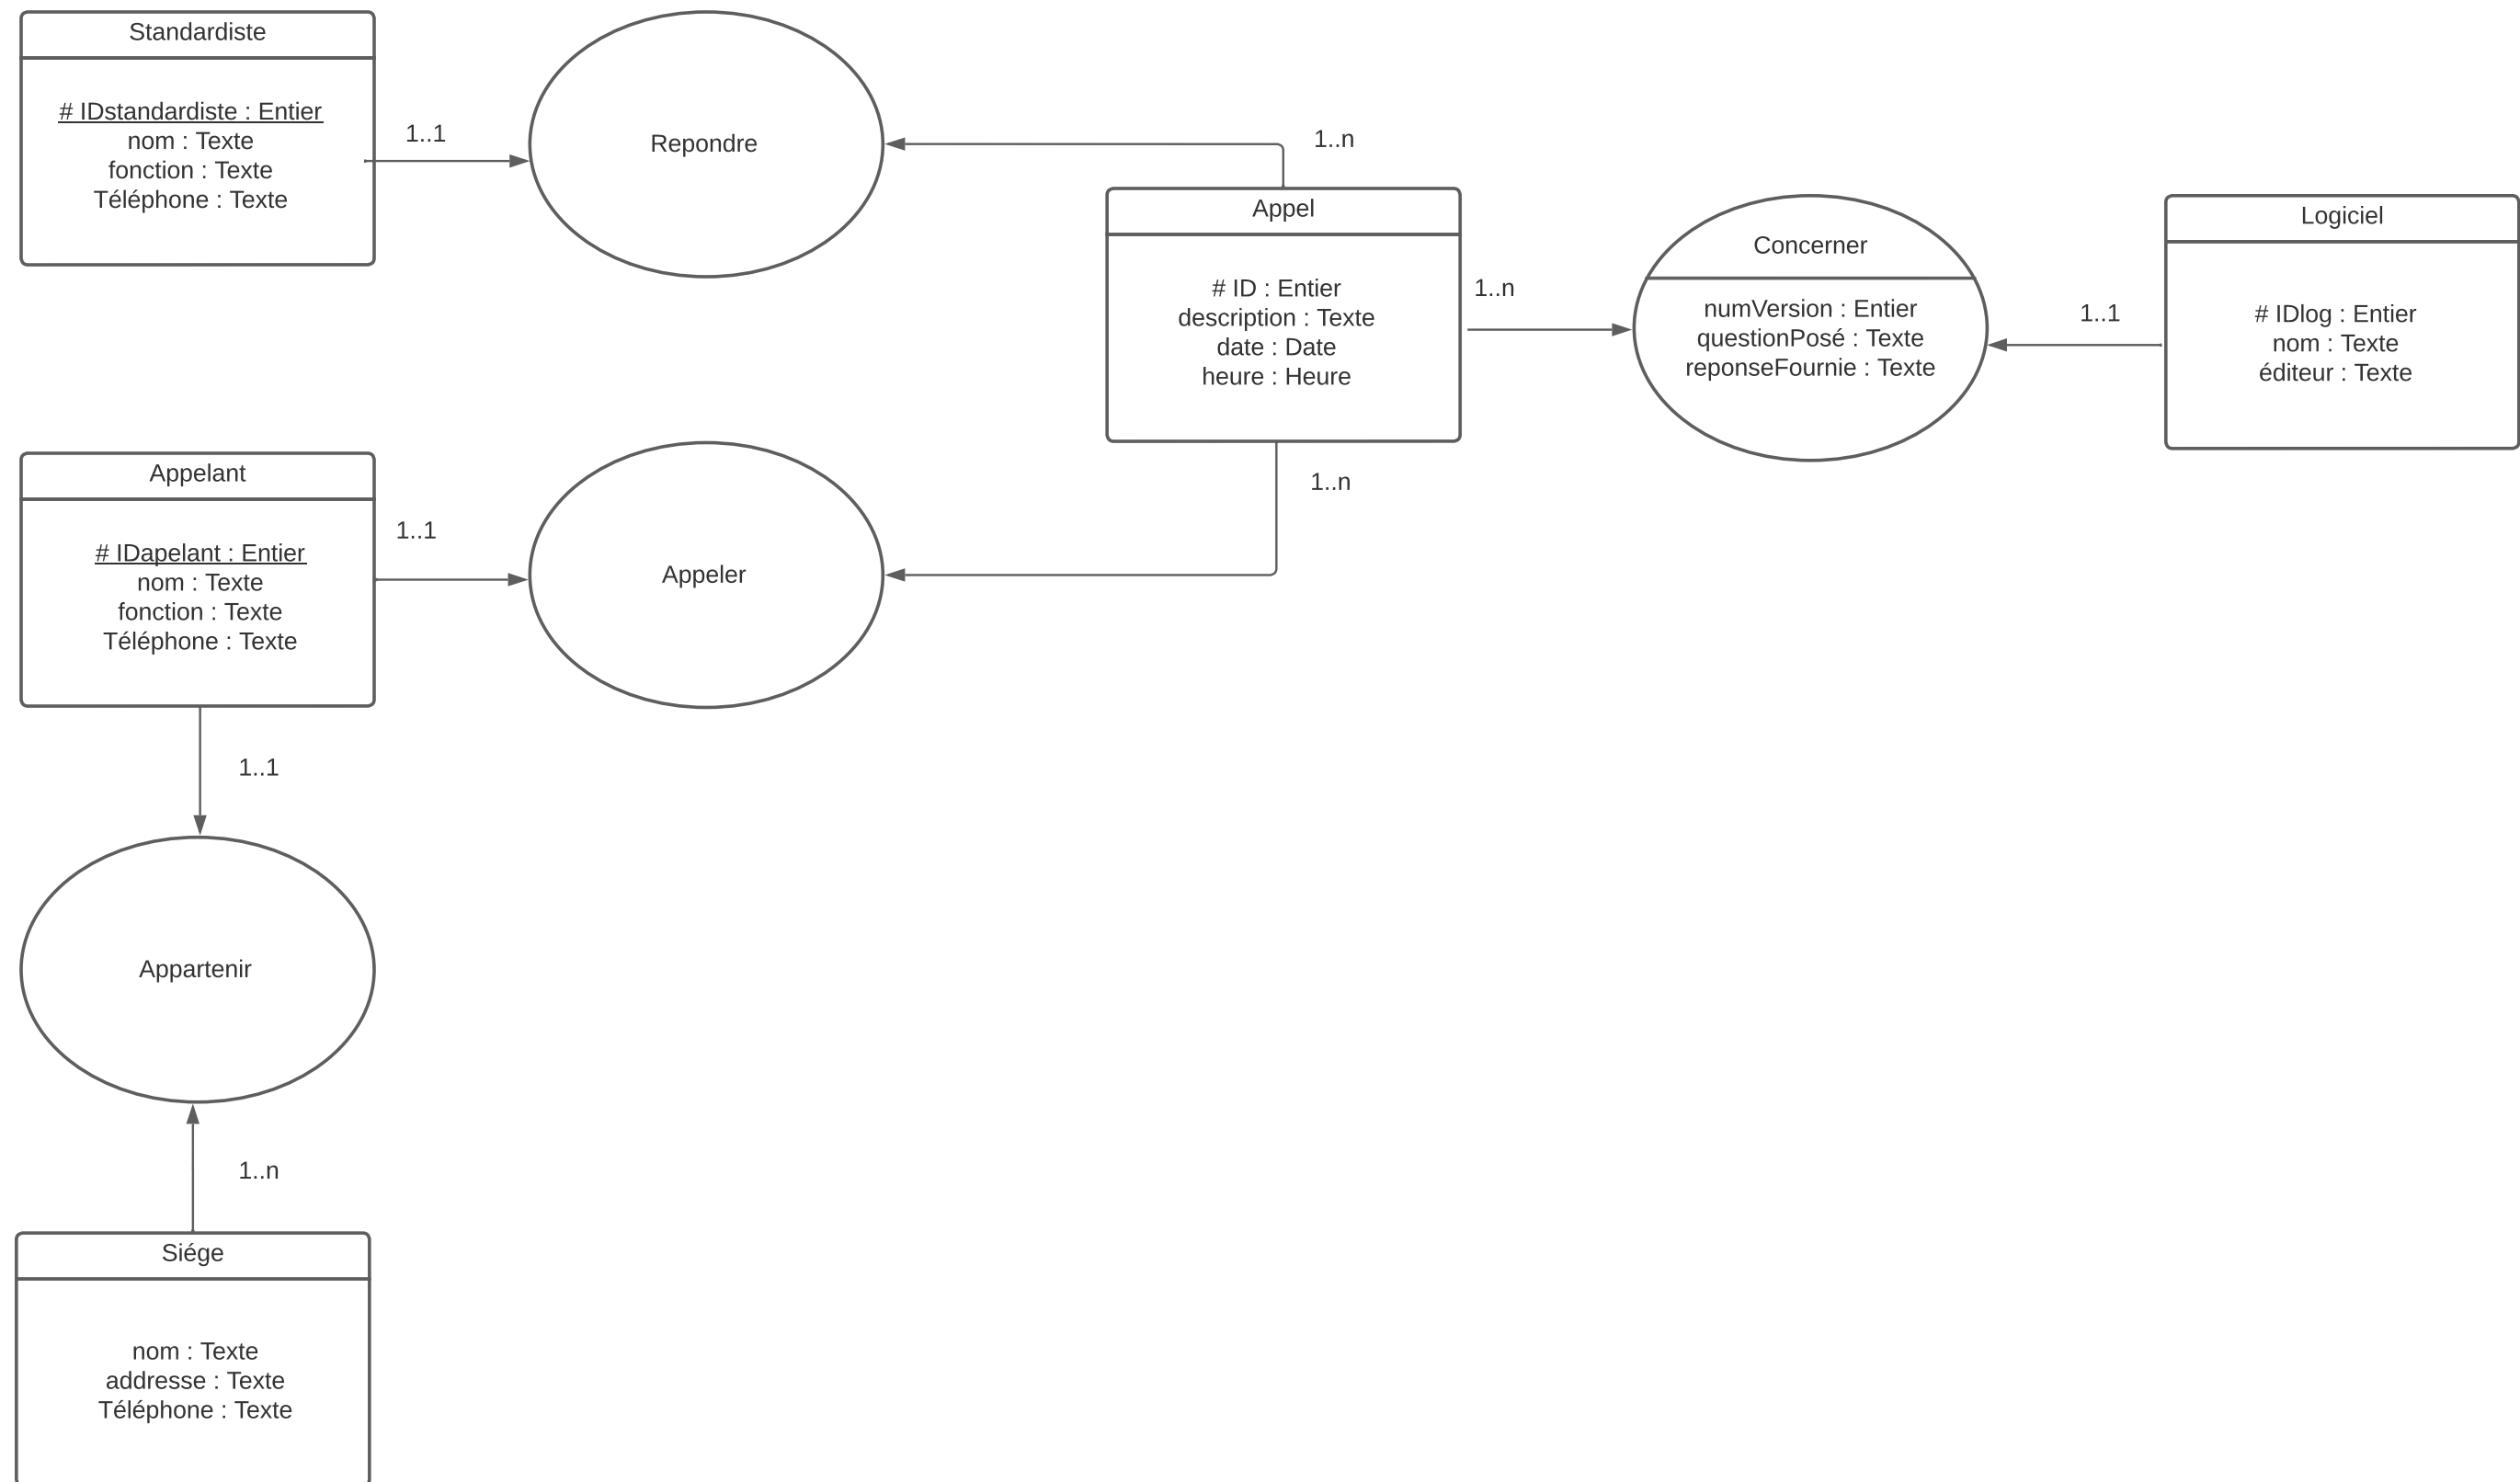 Standardiste
# IDstandardiste : Entier
nom : Texte
fonction : Texte
Téléphone : Texte
1..1
Repondre
1..n
Appel
# ID : Entier
description : Texte
date : Date
heure : Heure
1..n
Concerner
numVersion : Entier
questionPosé : Texte
reponseFournie : Texte
1..1
Logiciel
# IDlog : Entier
nom : Texte
éditeur : Texte
Appelant
# IDapelant : Entier
nom : Texte
fonction : Texte
Téléphone : Texte
1..1
Appeler
1..n
1..1
Appartenir
1..n
Siége
nom : Texte
addresse : Texte
Téléphone : Texte